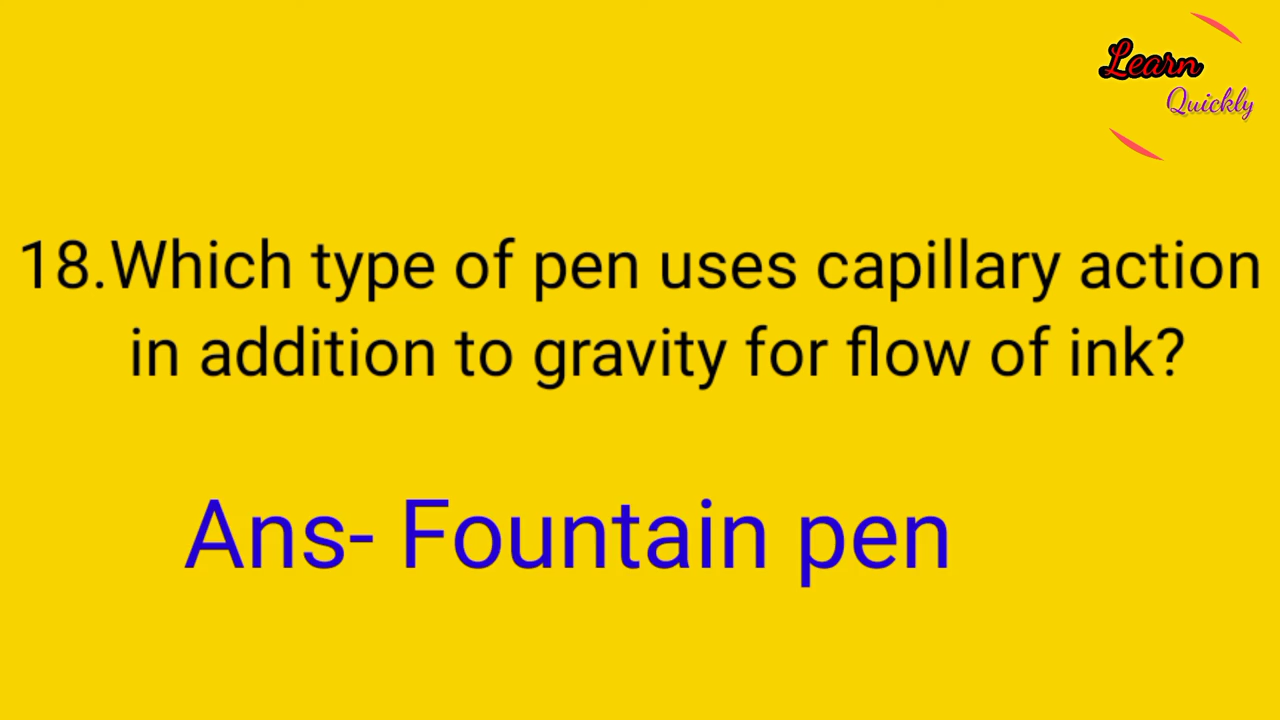 Learn
Quickly
18.Which type of pen uses capillary action
in addition to gravity for flow of ink?
Ans- Fountain pen